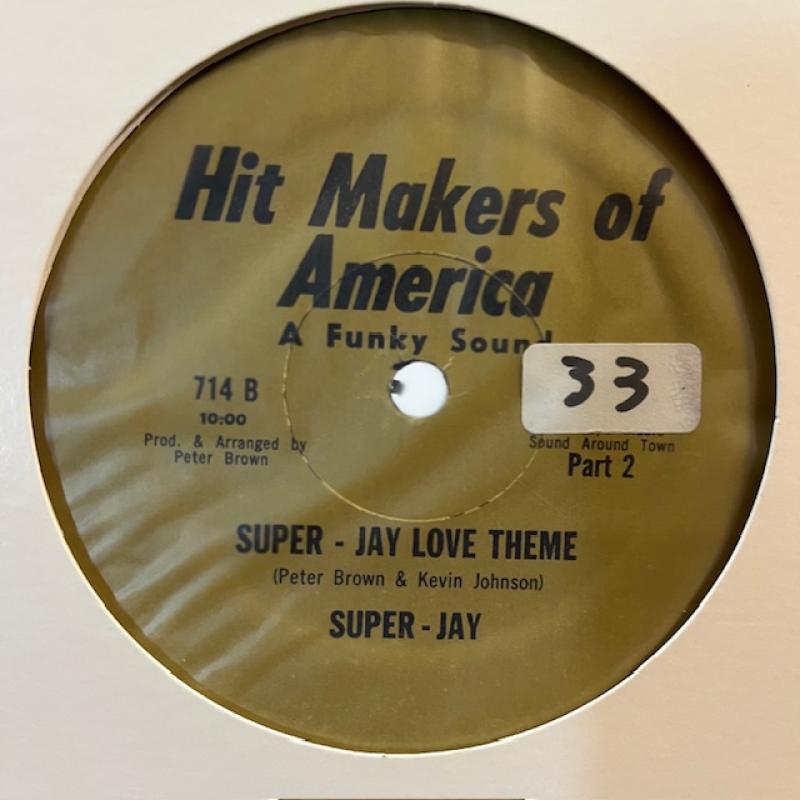 Hit Makers of
America
A Funky Sound
33
714 B
10:00
Prod. & Arranged by
Peter Brown
Sound Around Town
Part 2
SUPER - JAY LOVE THEME
(Peter Brown & Kevin Johnson)
SUPER - JAY